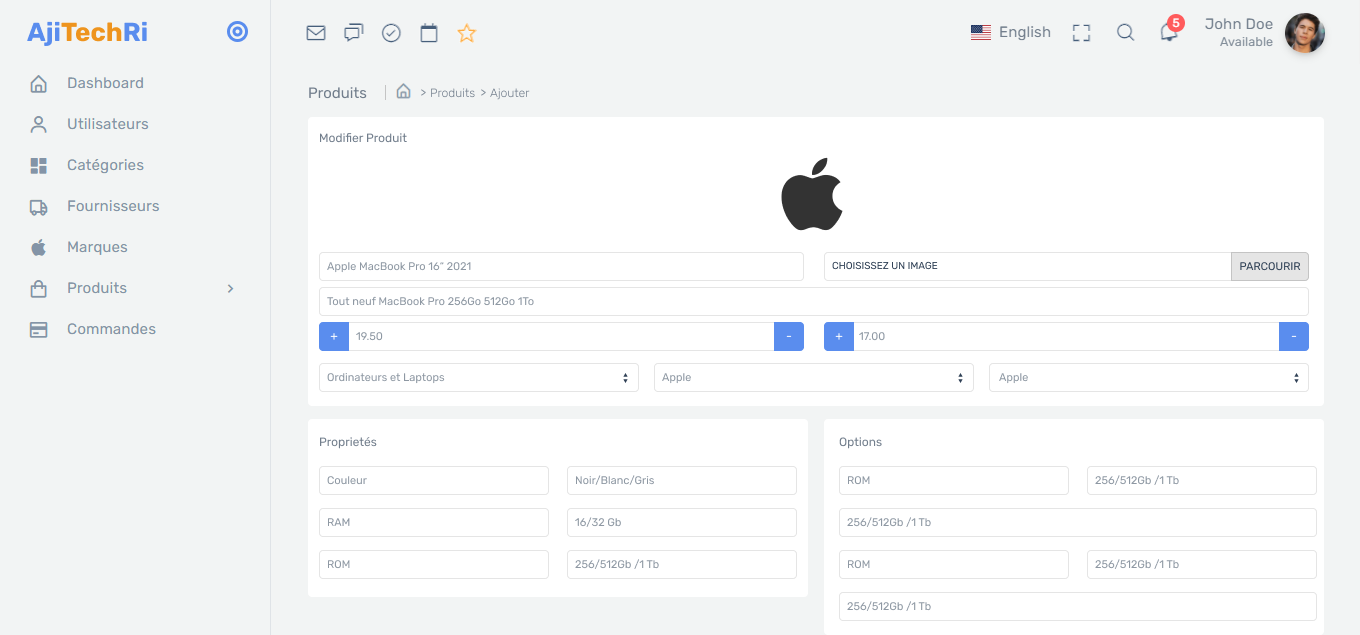 AjiTechRi
English
5
John Doe
Available
Dashboard
Utilisateurs
Catégories
Fournisseurs
Marques
Produits
Commandes
Produits > Produits > Ajouter
Modifier Produit
Apple MacBook Pro 16” 2021
CHOISISSEZ UN IMAGE PARCOURIR
Tout neuf MacBook Pro 256Go 512Go 1To
+ 19.50 -
+ 17.00 -
Ordinateurs et Laptops
Apple
Apple
Proprietés
Couleur Noir/Blanc/Gris
RAM 16/32 Gb
ROM 256/512Gb /1 Tb
Options
ROM 256/512Gb /1 Tb
256/512Gb /1 Tb
ROM 256/512Gb /1 Tb
256/512Gb /1 Tb